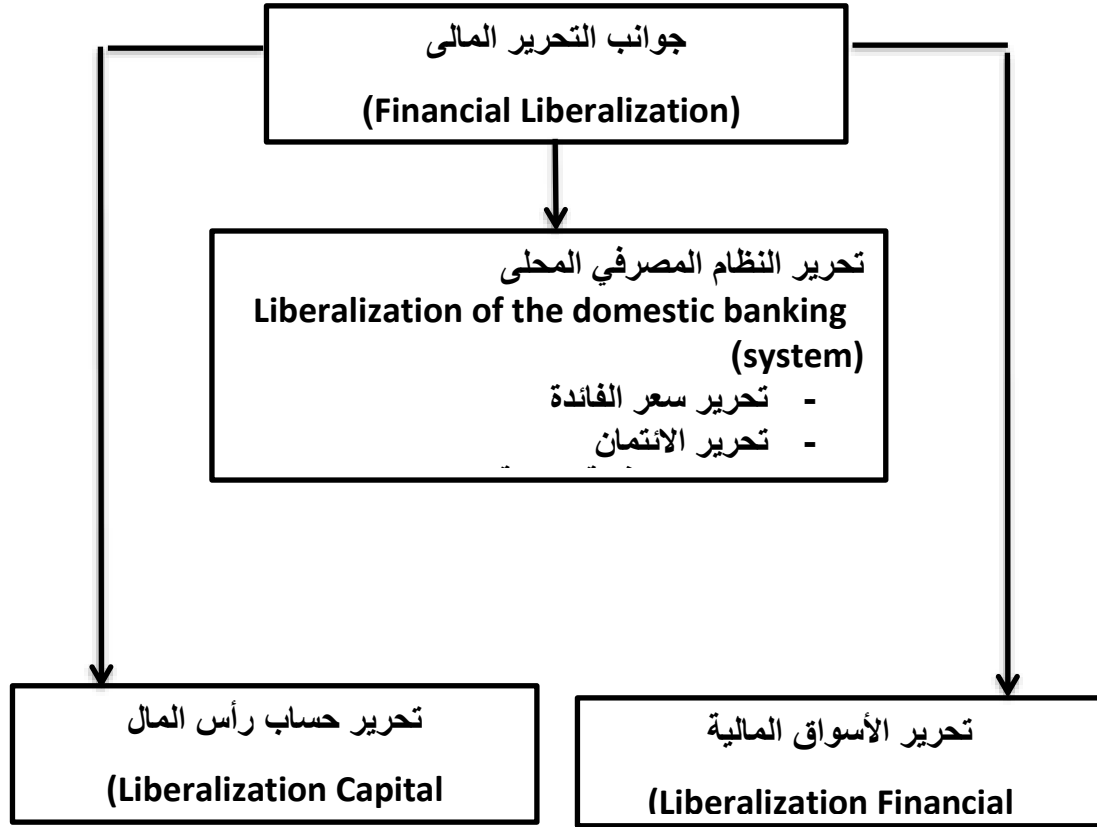 جوانب التحرير المالى
(Financial Liberalization)
تحرير النظام المصرفي المحلى
Liberalization of the domestic banking
(system)
- تحرير سعر الفائدة
- تحرير الائتمان
تحرير الأسواق المالية
(Liberalization Financial
تحرير حساب رأس المال
(Liberalization Capital